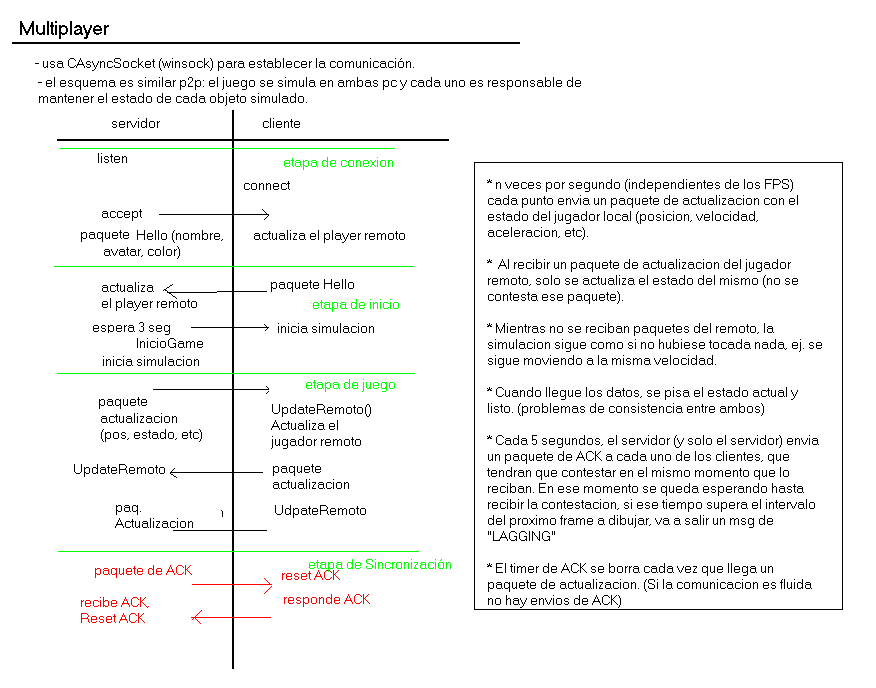 Multiplayer
- usa CAsyncSocket (winsock) para establecer la comunicación.
- el esquema es similar p2p: el juego se simula en ambas pc y cada uno es responsable de
mantener el estado de cada objeto simulado.
servidor
cliente
listen
etapa de conexion
connect
accept
paquete Hello (nombre,
avatar, color)
actualiza el player remoto
actualiza
el player remoto
paquete Hello
etapa de inicio
espera 3 seg
InicioGame
inicia simulacion
inicia simulacion
etapa de juego
paquete
actualizacion
(pos, estado, etc)
UpdateRemoto()
Actualiza el
jugador remoto
UpdateRemoto
paquete
actualizacion
paq.
Actualizacion
UdpateRemoto
etapa de Sincronización
paquete de ACK
reset ACK
recibe ACK,
Reset ACK
responde ACK
* n veces por segundo (independientes de los FPS)
cada punto envia un paquete de actualizacion con el
estado del jugador local (posicion, velocidad,
aceleracion, etc).
* Al recibir un paquete de actualizacion del jugador
remoto, solo se actualiza el estado del mismo (no se
contesta ese paquete).
* Mientras no se reciban paquetes del remoto, la
simulacion sigue como si no hubiese tocada nada, ej. se
sigue moviendo a la misma velocidad.
* Cuando llegue los datos, se pisa el estado actual y
listo. (problemas de consistencia entre ambos)
* Cada 5 segundos, el servidor (y solo el servidor) envia
un paquete de ACK a cada uno de los clientes, que
tendran que contestar en el mismo momento que lo
reciban. En ese momento se queda esperando hasta
recibir la contestacion, si ese tiempo supera el intervalo
del proximo frame a dibujar, va a salir un msg de
"LAGGING"
* El timer de ACK se borra cada vez que llega un
paquete de actualizacion. (Si la comunicacion es fluida
no hay envios de ACK)